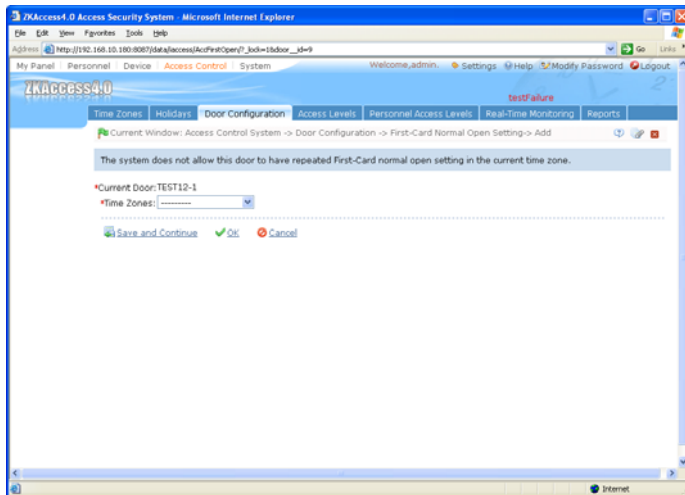 ZKAccess4.0 Access Security System - Microsoft Internet Explorer
File Edit View Favorites Tools Help
Address http://192.168.10.180:8087/data/iaccess/AccFirstOpen/?_lock=1&door__id=9 Go Links
My Panel Personnel Device Access Control System Welcome,admin. Settings Help Modify Password Logout
ZKAccess4.0
testFailure
Time Zones Holidays Door Configuration Access Levels Personnel Access Levels Real-Time Monitoring Reports
Current Window: Access Control System -> Door Configuration -> First-Card Normal Open Setting-> Add
The system does not allow this door to have repeated First-Card normal open setting in the current time zone.
*Current Door:TEST12-1
*Time Zones: ---------
Save and Continue OK Cancel
Internet